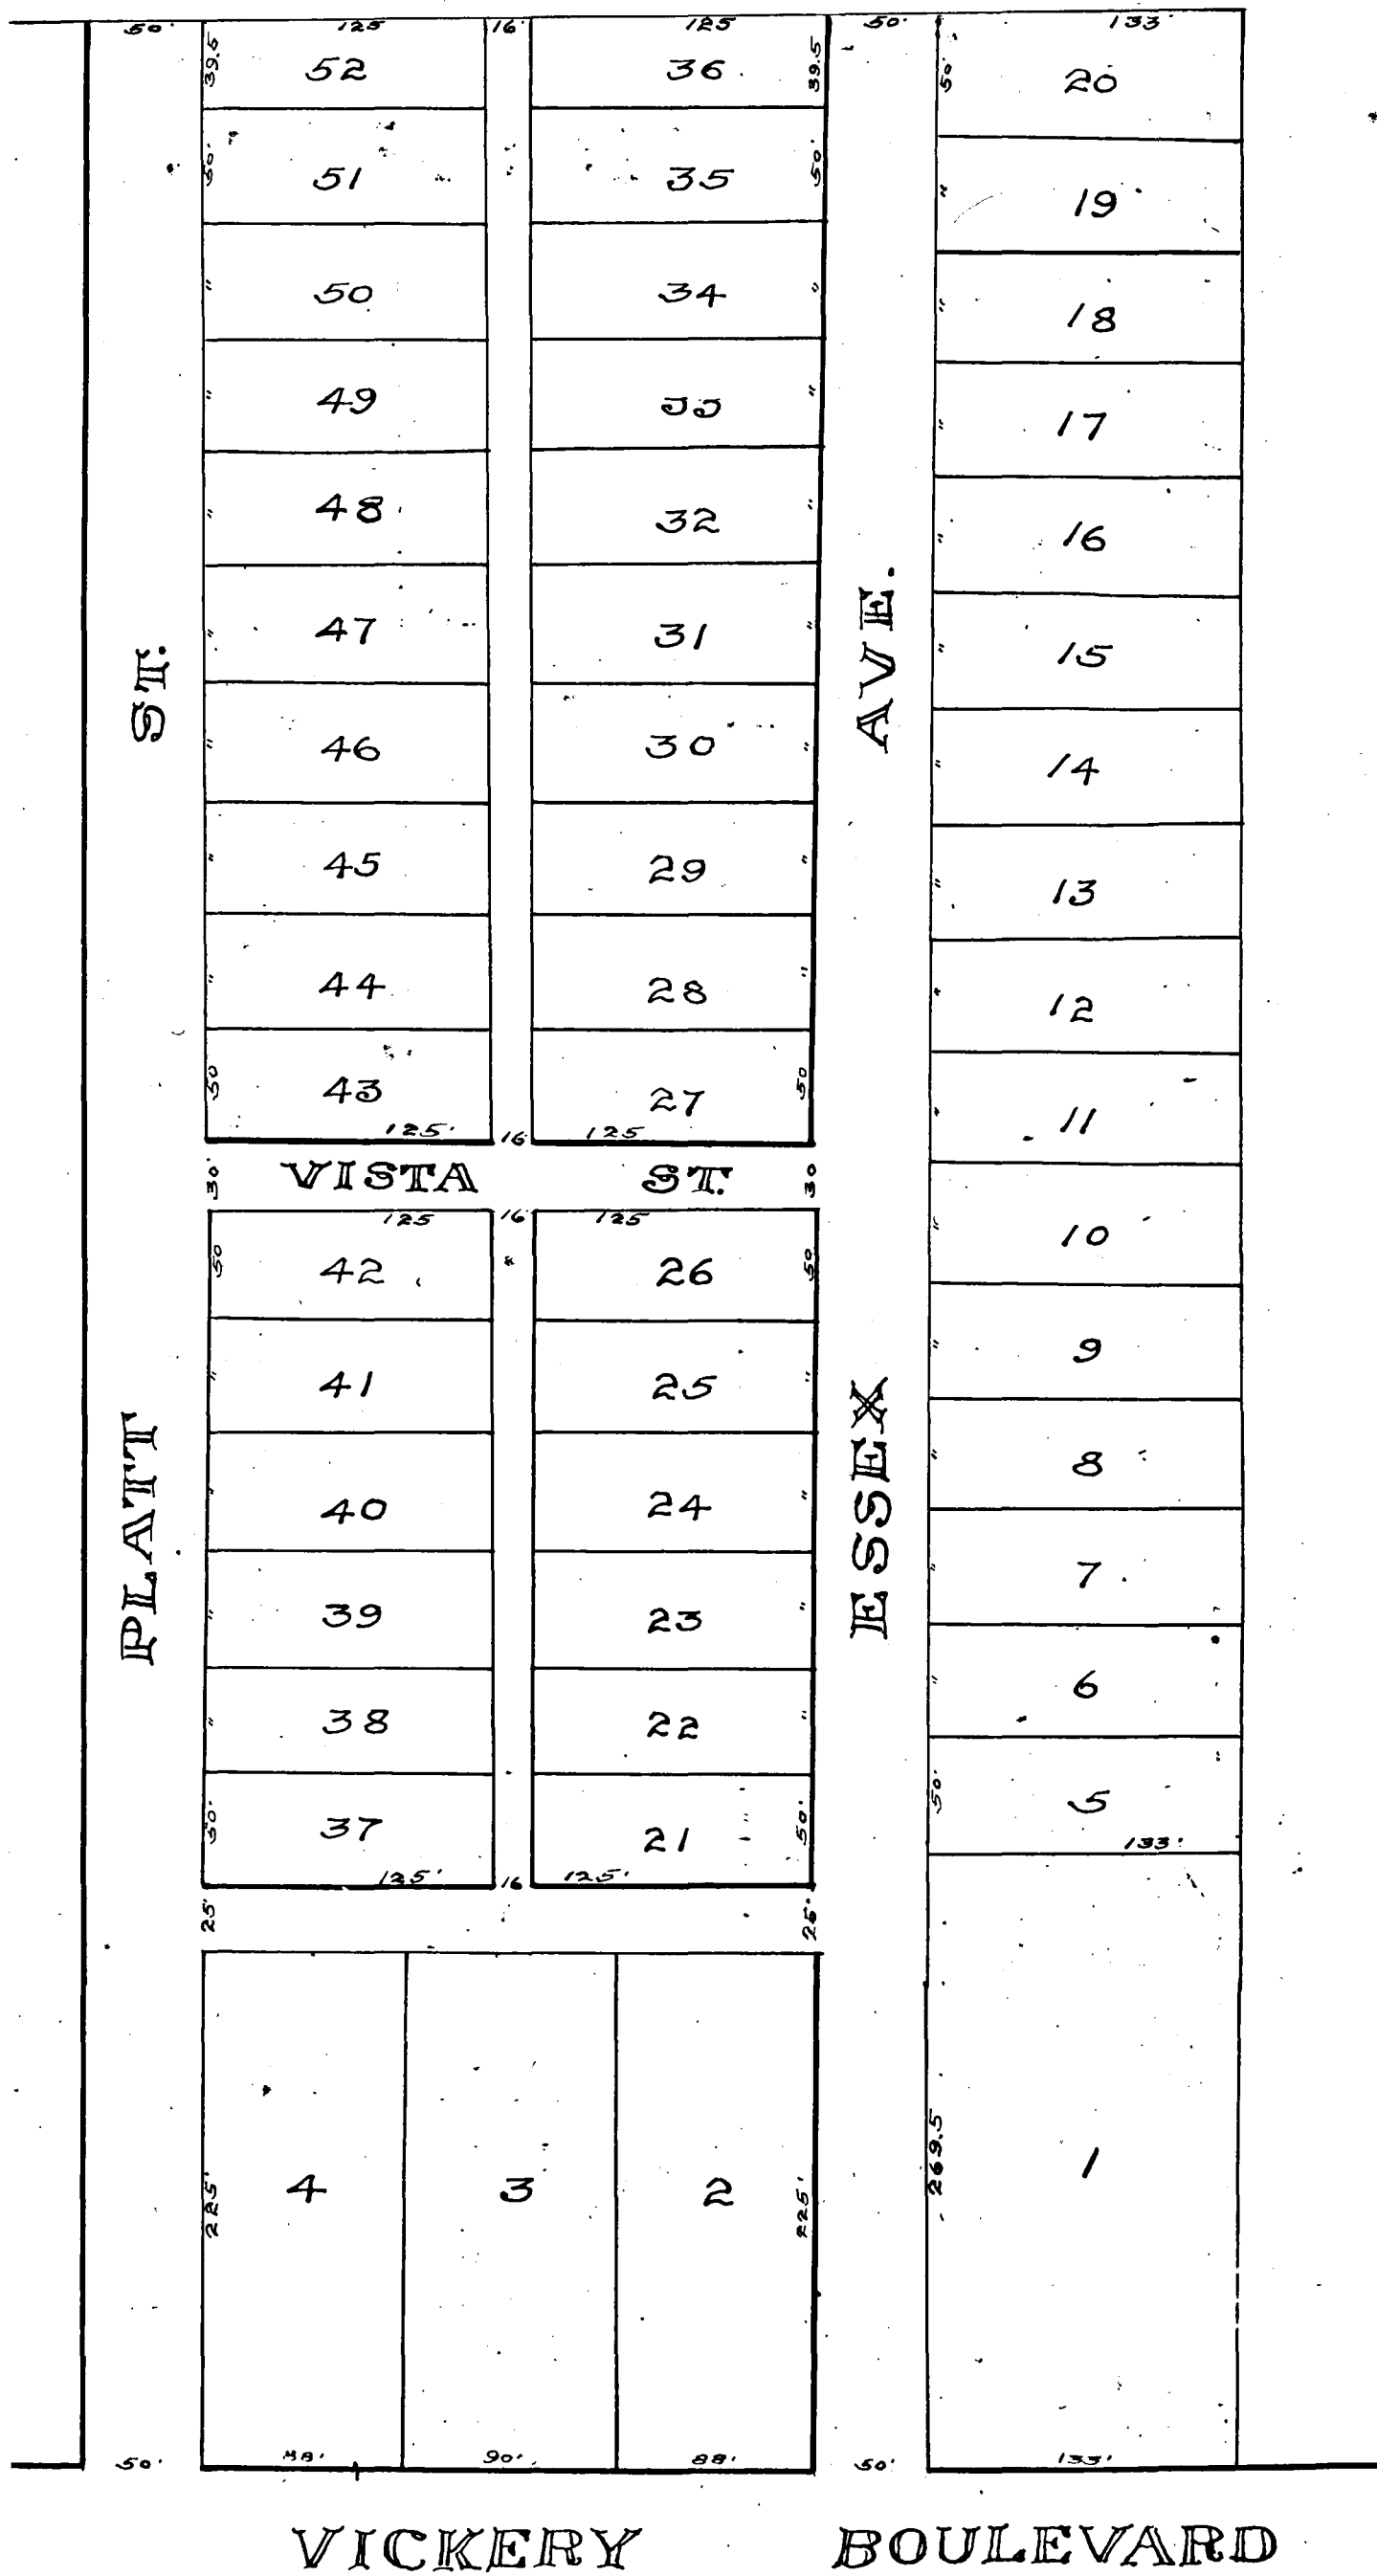 50' 125 16' 125 50' 133'
39.5 52 36 39.5 50' 20
50' 51 35 50' " 19
" 50 34 " " 18
" 49 33 " " 17
" 48 32 " " 16
" 47 31 " " 15
" 46 30 " " 14
" 45 29 " " 13
" 44 28 " " 12
50 43 27 50 " 11
125' 16 125
ST. AVE.
30' VISTA ST. 30
125 16' 125
50 42 26 50 " 10
" 41 25 " " 9
" 40 24 " " 8
" 39 23 " " 7
" 38 22 " " 6
50' 37 21 50' 50' 5
125' 16 125' 133'
PLATT ESSEX
25' 25'
225' 4 3 2 225' 269.5 1
50' 88' 90' 88' 50' 133'
VICKERY BOULEVARD